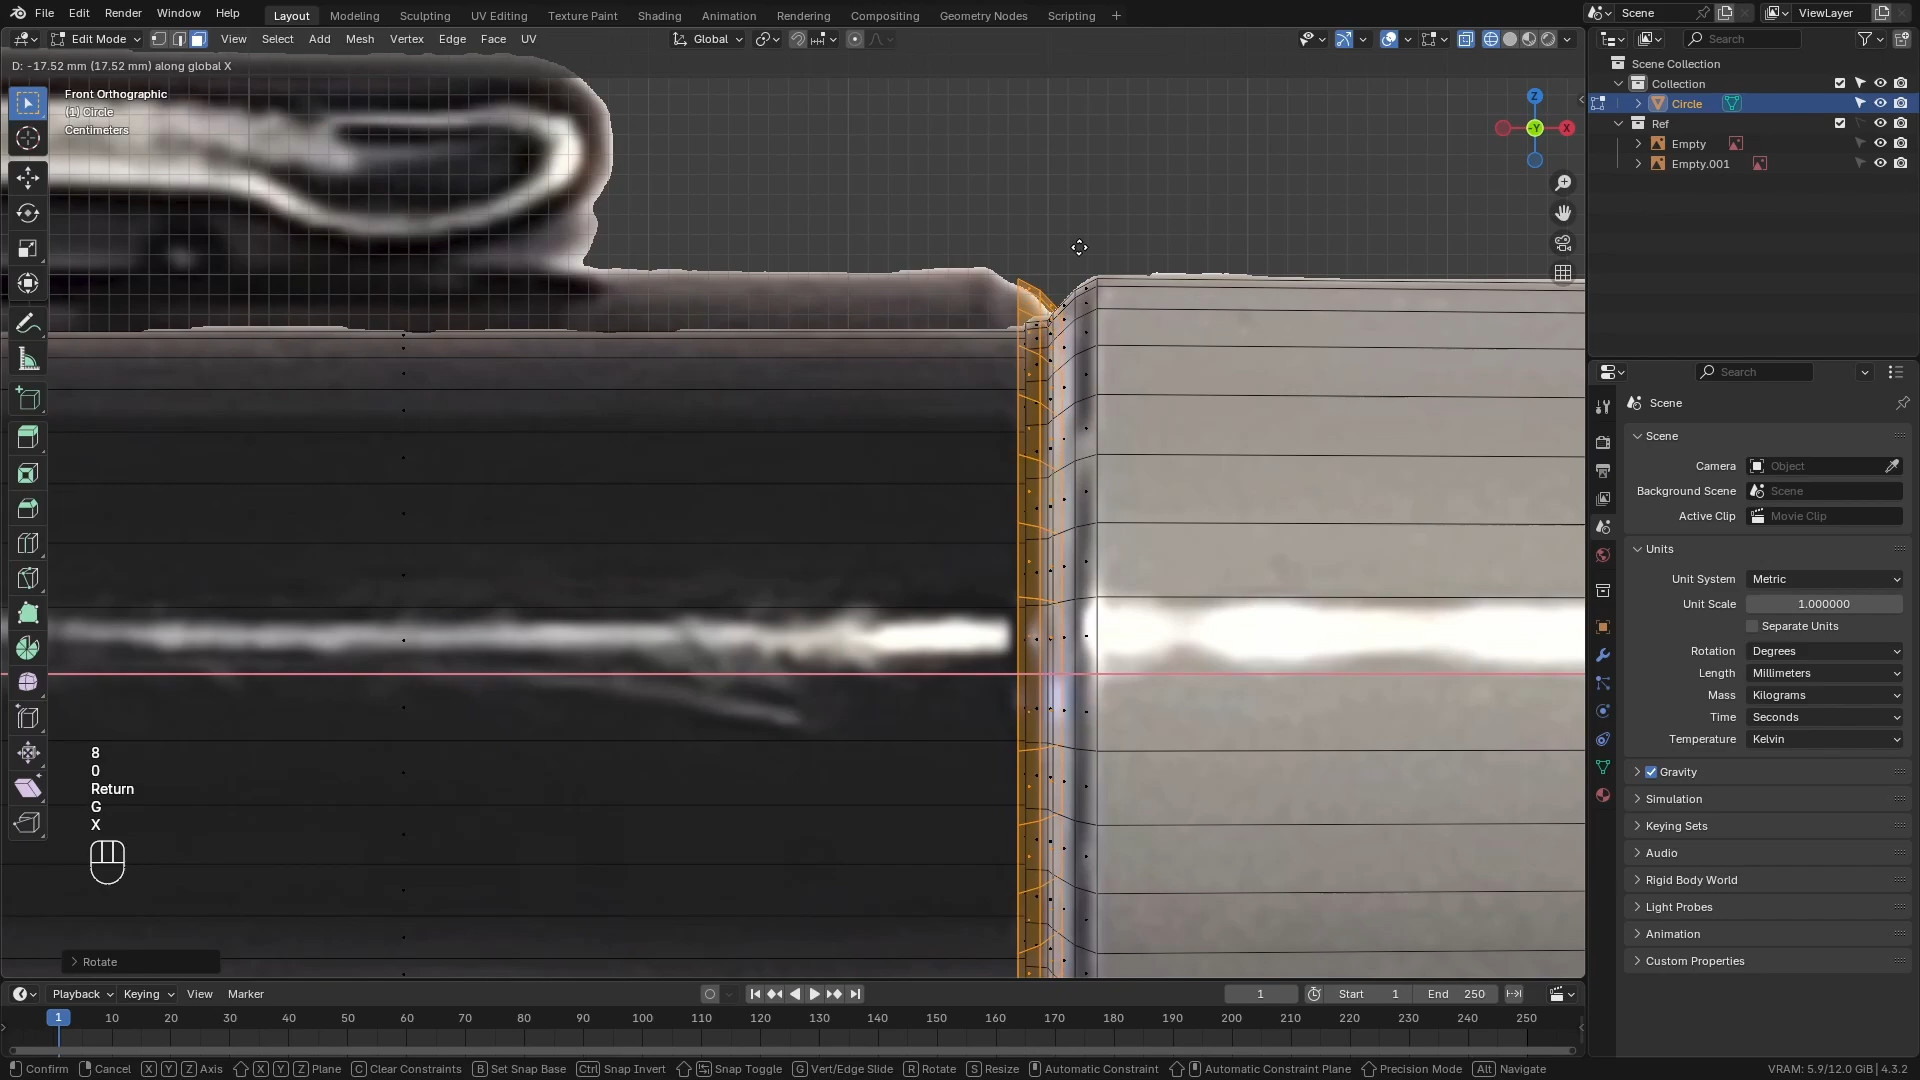 File Edit Render Window Help Layout Modeling Sculpting UV Editing Texture Paint Shading Animation Rendering Compositing Geometry Nodes Scripting + Scene ViewLayer
Edit Mode View Select Add Mesh Vertex Edge Face UV Global Search
D: -17.52 mm (17.52 mm) along global X
Scene Collection
Front Orthographic
Collection
(1) Circle
Circle
Centimeters
Ref
Empty
Empty.001
Z
-Y
X
Search
Scene
Scene
Camera Object
Background Scene Scene
Active Clip Movie Clip
Units
Unit System Metric
Unit Scale 1.000000
Separate Units
Rotation Degrees
Length Millimeters
Mass Kilograms
Time Seconds
Temperature Kelvin
Gravity
Simulation
Keying Sets
Audio
Rigid Body World
Light Probes
Animation
Custom Properties
8
0
Return
G
X
Rotate
Playback Keying View Marker 1 Start 1 End 250
1 10 20 30 40 50 60 70 80 90 100 110 120 130 140 150 160 170 180 190 200 210 220 230 240 250
Confirm Cancel X Y Z Axis X Y Z Plane C Clear Constraints B Set Snap Base Ctrl Snap Invert Snap Toggle G Vert/Edge Slide R Rotate S Resize Automatic Constraint Automatic Constraint Plane Precision Mode Alt Navigate VRAM: 5.9/12.0 GiB | 4.3.2